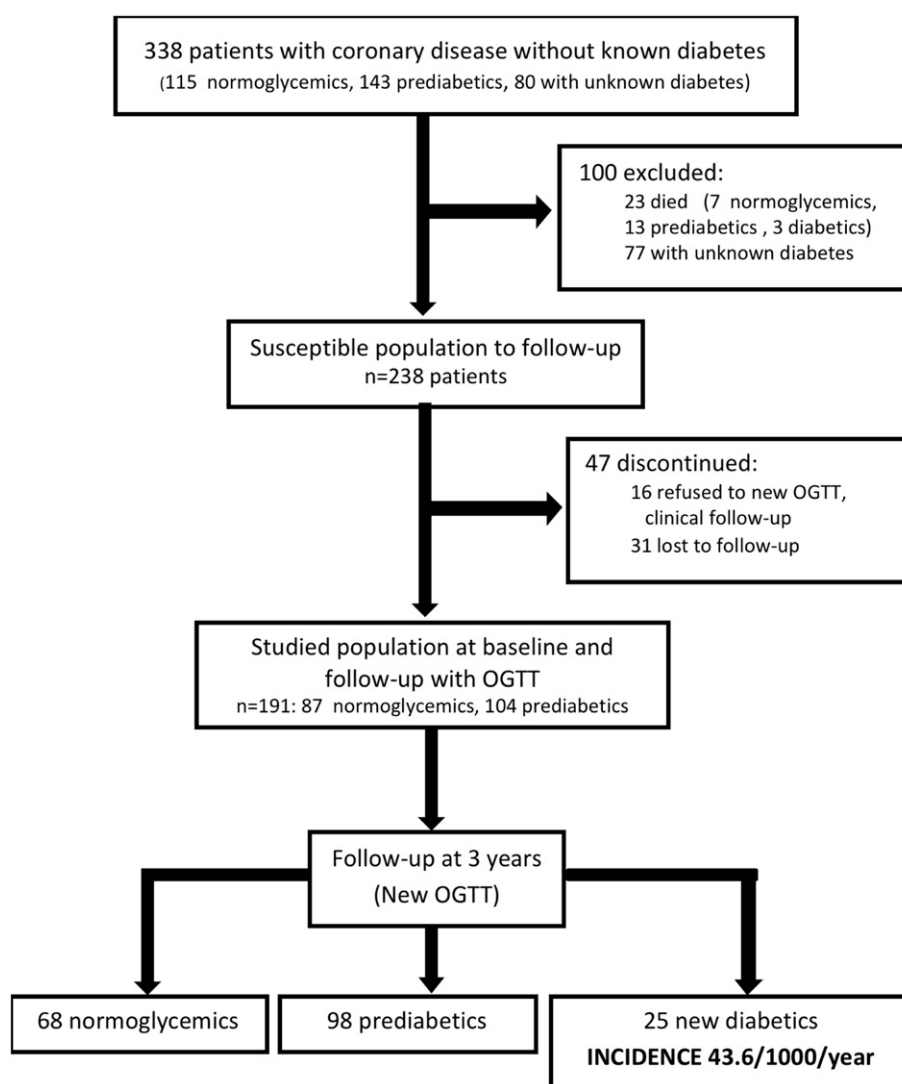 338 patients with coronary disease without known diabetes
(115 normoglycemics, 143 prediabetics, 80 with unknown diabetes)
100 excluded:
23 died (7 normoglycemics,
13 prediabetics , 3 diabetics)
77 with unknown diabetes
Susceptible population to follow-up
n=238 patients
47 discontinued:
16 refused to new OGTT,
clinical follow-up
31 lost to follow-up
Studied population at baseline and
follow-up with OGTT
n=191: 87 normoglycemics, 104 prediabetics
Follow-up at 3 years
(New OGTT)
68 normoglycemics
98 prediabetics
25 new diabetics
INCIDENCE 43.6/1000/year